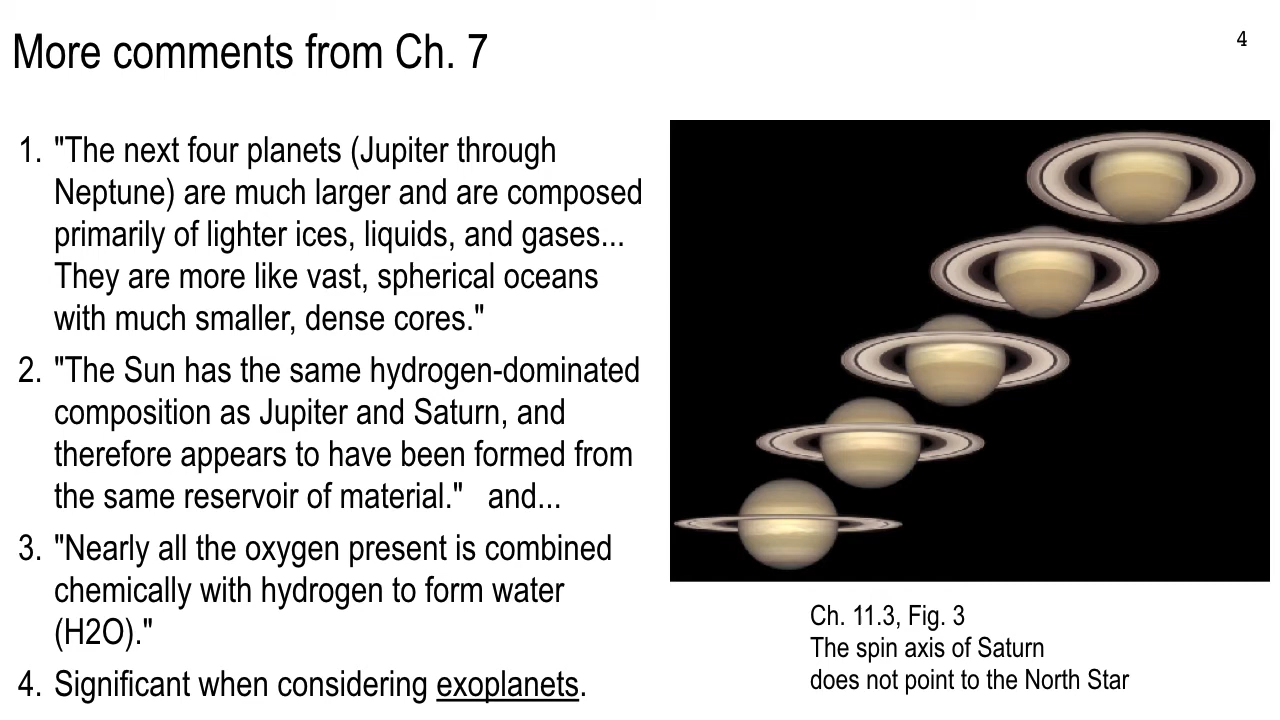 More comments from Ch. 7
4
1. "The next four planets (Jupiter through
Neptune) are much larger and are composed
primarily of lighter ices, liquids, and gases...
They are more like vast, spherical oceans
with much smaller, dense cores."
2. "The Sun has the same hydrogen-dominated
composition as Jupiter and Saturn, and
therefore appears to have been formed from
the same reservoir of material." and...
3. "Nearly all the oxygen present is combined
chemically with hydrogen to form water
(H2O)."
4. Significant when considering exoplanets.
Ch. 11.3, Fig. 3
The spin axis of Saturn
does not point to the North Star